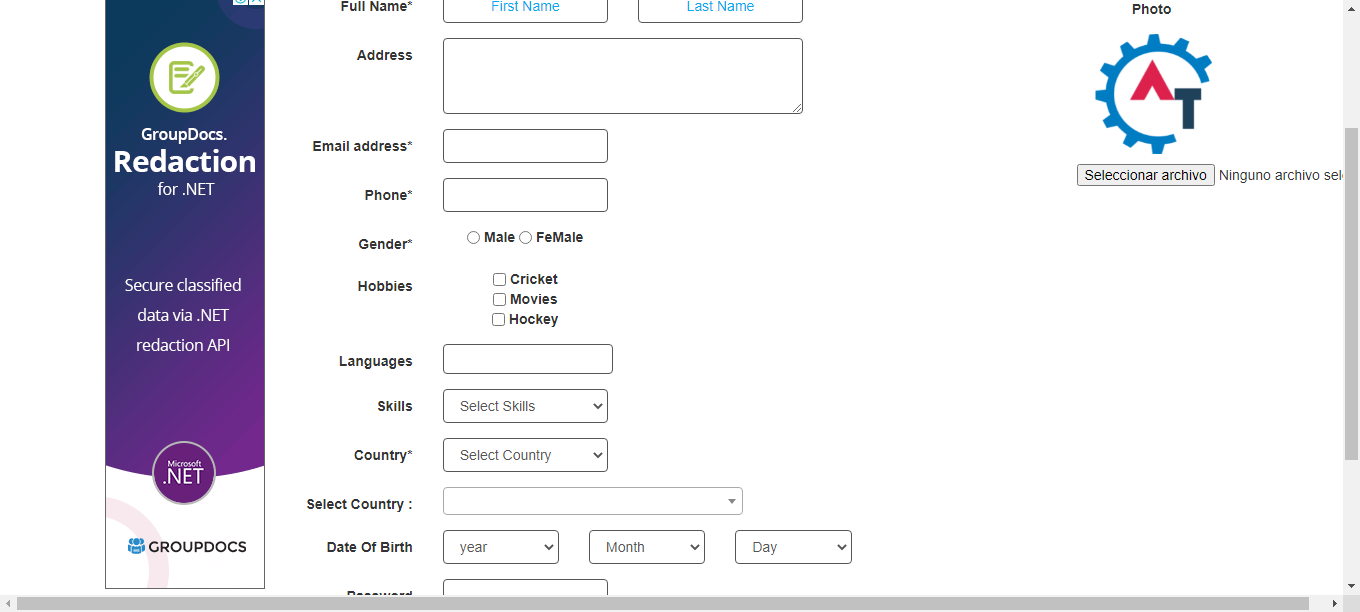 Full Name*
First Name
Last Name
Photo
Address
Email address*
Seleccionar archivo Ninguno archivo sel
Phone*
Gender*
Male FeMale
Hobbies
Cricket
Movies
Hockey
Languages
Skills
Select Skills
Country*
Select Country
Select Country :
Date Of Birth
year
Month
Day
Password
GroupDocs.
Redaction
for .NET
Secure classified
data via .NET
redaction API
Microsoft
.NET
GROUPDOCS
AT